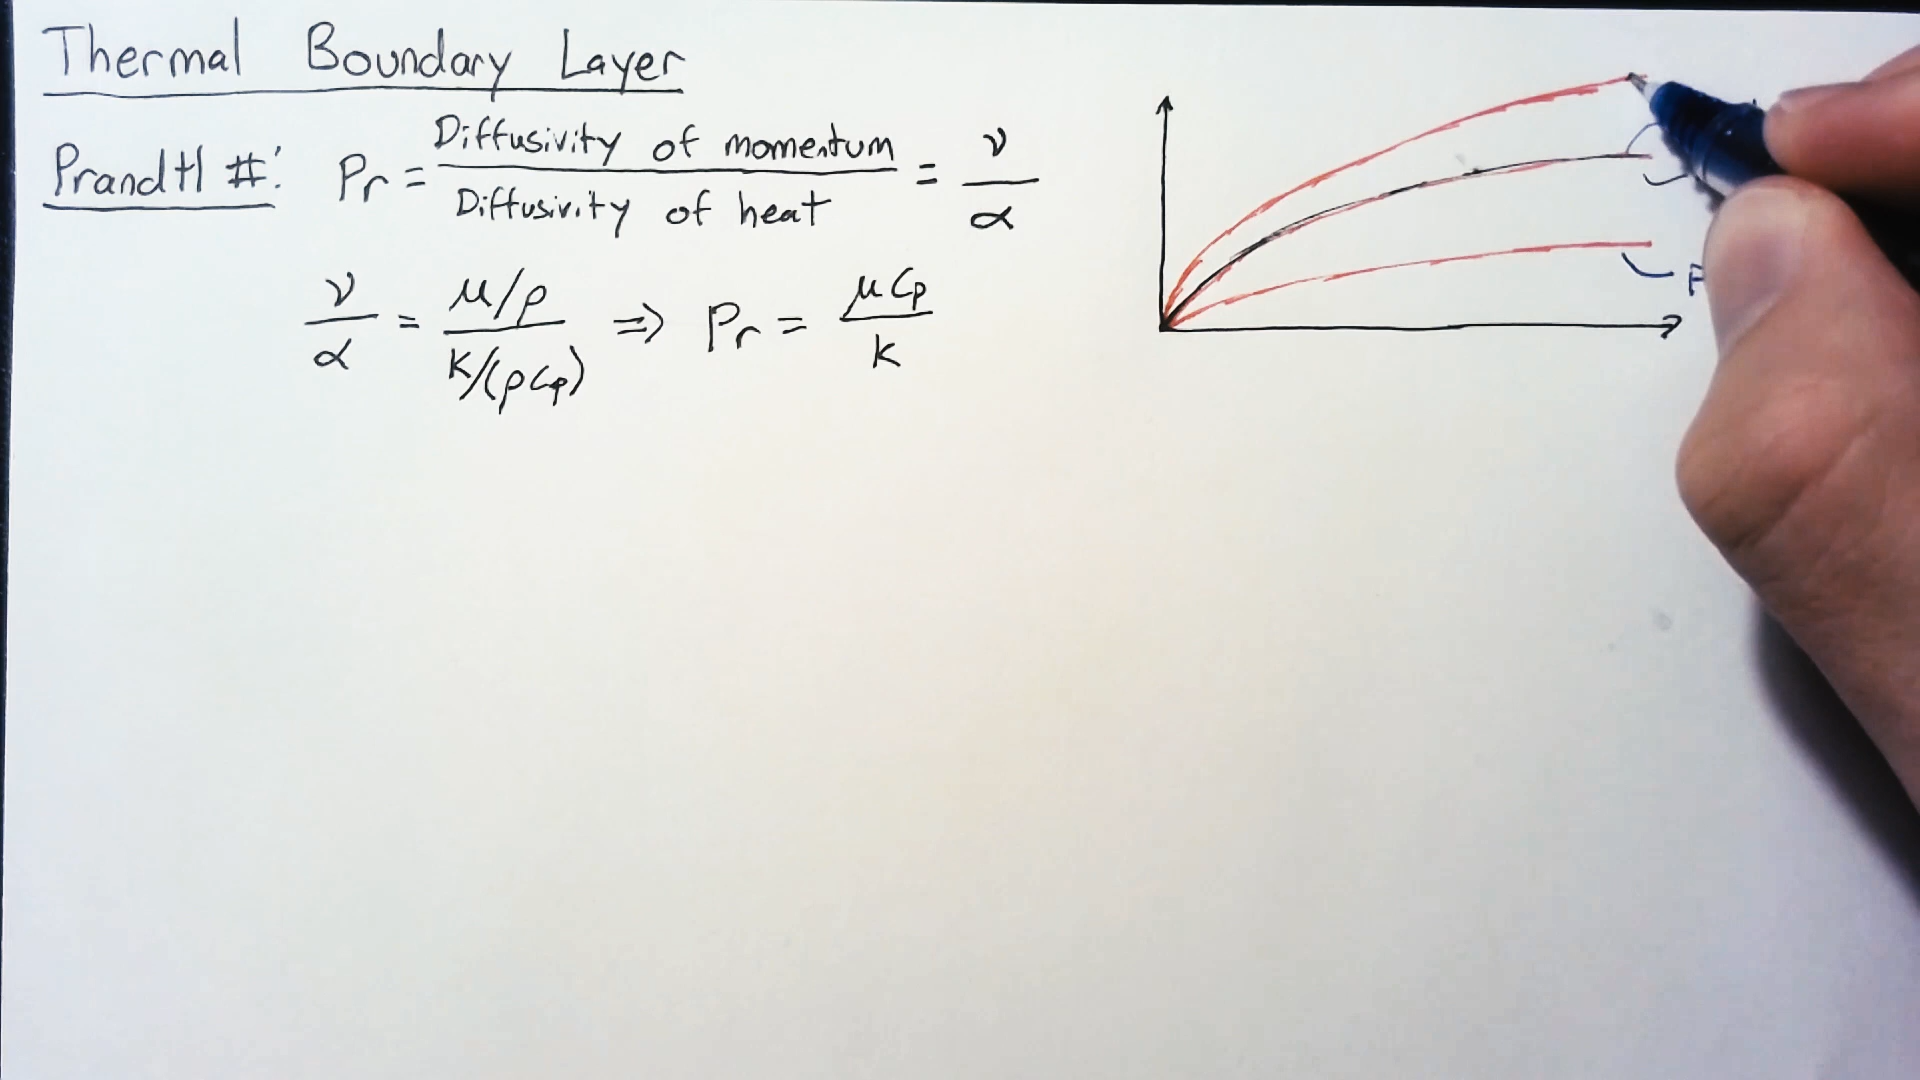 Thermal Boundary Layer
Prandtl #: Pr = Diffusivity of momentum / Diffusivity of heat = ν / α
ν / α = μ/ρ / k/(ρcp) ⇒ Pr = μcp / k
P